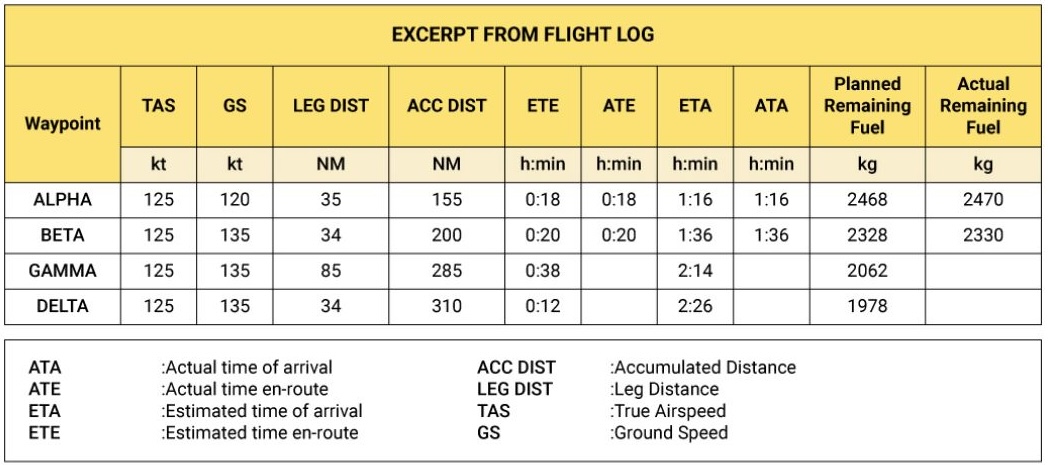 EXCERPT FROM FLIGHT LOG
Waypoint TAS GS LEG DIST ACC DIST ETE ATE ETA ATA Planned Remaining Fuel Actual Remaining Fuel
kt kt NM NM h:min h:min h:min h:min kg kg
ALPHA 125 120 35 155 0:18 0:18 1:16 1:16 2468 2470
BETA 125 135 34 200 0:20 0:20 1:36 1:36 2328 2330
GAMMA 125 135 85 285 0:38 2:14 2062
DELTA 125 135 34 310 0:12 2:26 1978
ATA :Actual time of arrival ACC DIST :Accumulated Distance
ATE :Actual time en-route LEG DIST :Leg Distance
ETA :Estimated time of arrival TAS :True Airspeed
ETE :Estimated time en-route GS :Ground Speed